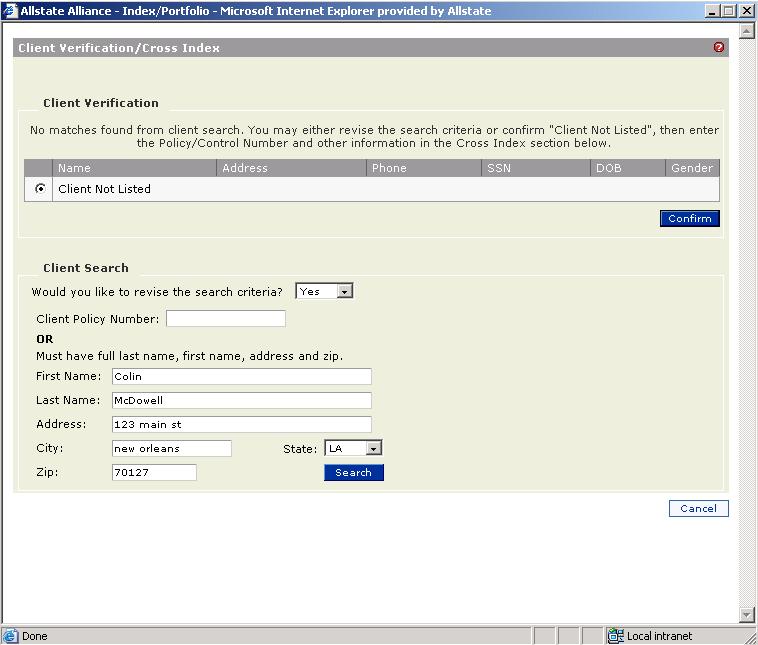 Allstate Alliance - Index/Portfolio - Microsoft Internet Explorer provided by Allstate
Client Verification/Cross Index ?
Client Verification
No matches found from client search. You may either revise the search criteria or confirm "Client Not Listed", then enter
the Policy/Control Number and other information in the Cross Index section below.
Name Address Phone SSN DOB Gender
Client Not Listed
Confirm
Client Search
Would you like to revise the search criteria? Yes
Client Policy Number:
OR
Must have full last name, first name, address and zip.
First Name: Colin
Last Name: McDowell
Address: 123 main st
City: new orleans State: LA
Zip: 70127 Search
Cancel
Done Local intranet